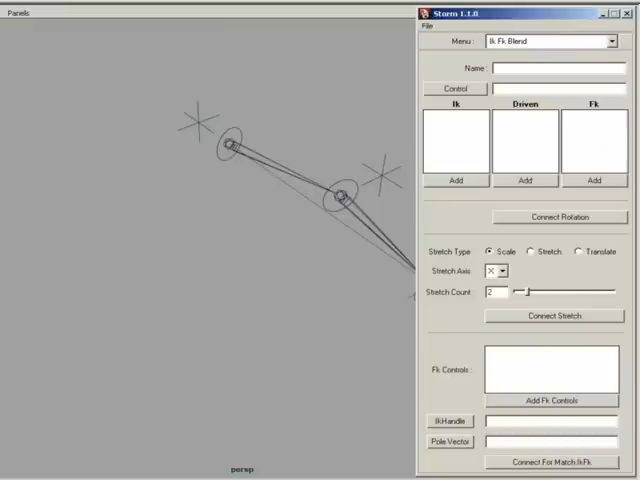 Panels
Storm 1.1.0
File
Menu : Ik Fk Blend
Name :
Control
Ik Driven Fk
Add Add Add
Connect Rotation
Stretch Type Scale Stretch Translate
Stretch Axis X
Stretch Count 2
Connect Stretch
Fk Controls :
Add Fk Controls
IkHandle
Pole Vector
Connect For Match IkFk
persp